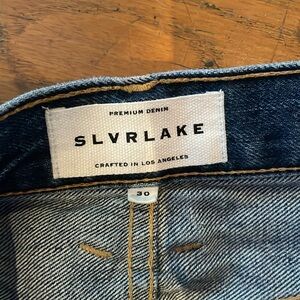 PREMIUM DENIM
SLVRLAKE
CRAFTED IN LOS ANGELES
30